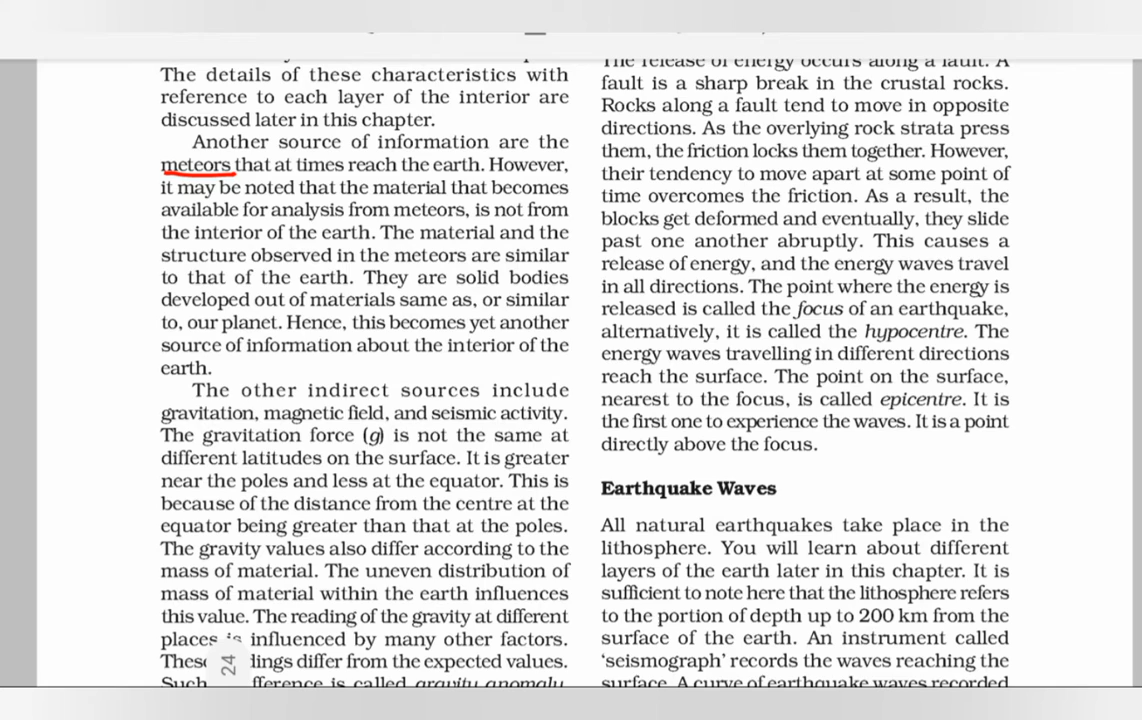 The details of these characteristics with
reference to each layer of the interior are
discussed later in this chapter.
Another source of information are the
meteors that at times reach the earth. However,
it may be noted that the material that becomes
available for analysis from meteors, is not from
the interior of the earth. The material and the
structure observed in the meteors are similar
to that of the earth. They are solid bodies
developed out of materials same as, or similar
to, our planet. Hence, this becomes yet another
source of information about the interior of the
earth.
The other indirect sources include
gravitation, magnetic field, and seismic activity.
The gravitation force (g) is not the same at
different latitudes on the surface. It is greater
near the poles and less at the equator. This is
because of the distance from the centre at the
equator being greater than that at the poles.
The gravity values also differ according to the
mass of material. The uneven distribution of
mass of material within the earth influences
this value. The reading of the gravity at different
places is influenced by many other factors.
differ from the expected values.
Such is called gravity anomaly.
24
The release of energy occurs along a fault. A
fault is a sharp break in the crustal rocks.
Rocks along a fault tend to move in opposite
directions. As the overlying rock strata press
them, the friction locks them together. However,
their tendency to move apart at some point of
time overcomes the friction. As a result, the
blocks get deformed and eventually, they slide
past one another abruptly. This causes a
release of energy, and the energy waves travel
in all directions. The point where the energy is
released is called the focus of an earthquake,
alternatively, it is called the hypocentre. The
energy waves travelling in different directions
reach the surface. The point on the surface,
nearest to the focus, is called epicentre. It is
the first one to experience the waves. It is a point
directly above the focus.
Earthquake Waves
All natural earthquakes take place in the
lithosphere. You will learn about different
layers of the earth later in this chapter. It is
sufficient to note here that the lithosphere refers
to the portion of depth up to 200 km from the
surface of the earth. An instrument called
‘seismograph’ records the waves reaching the
surface. A curve of earthquake waves recorded